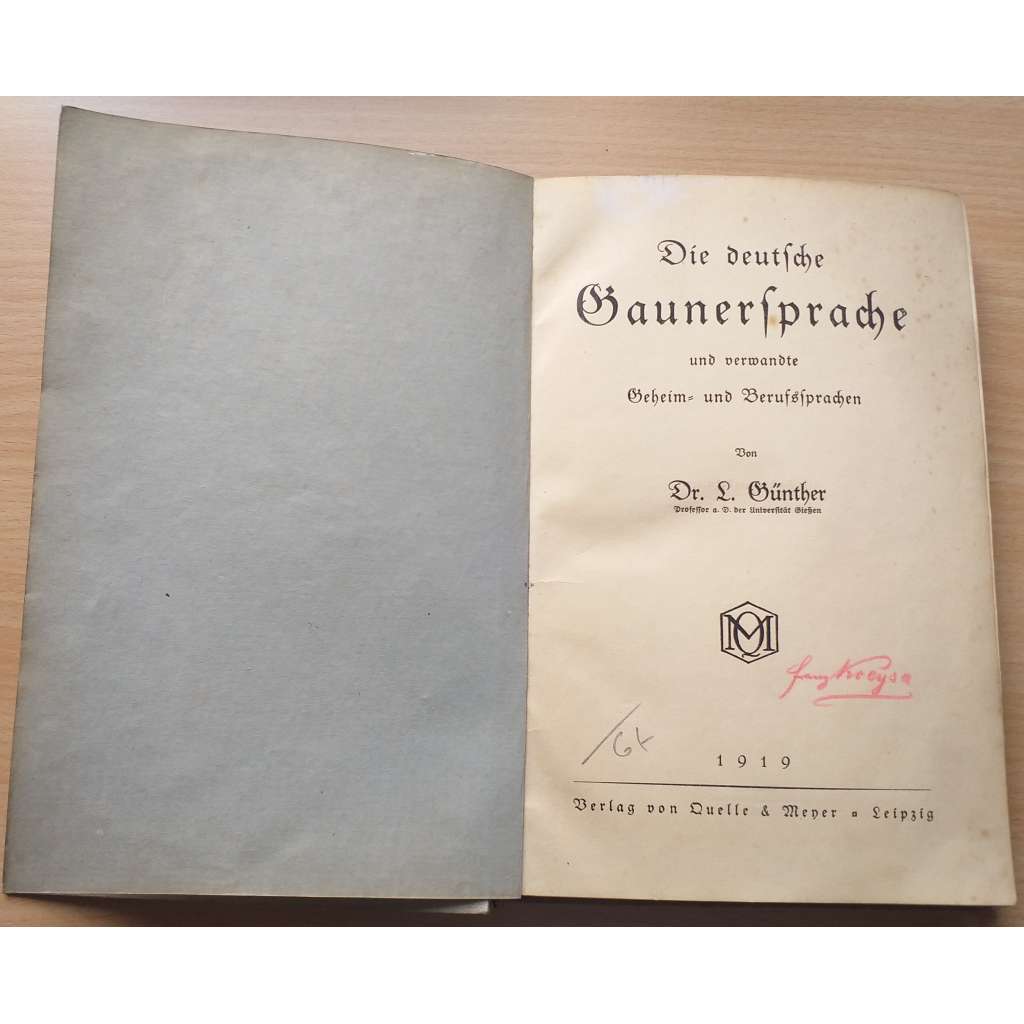 Die deutſche
Gaunerſprache
und verwandte
Geheim- und Berufsſprachen
Von
Dr. L. Günther
Profeſſor a. D. der Univerſität Gießen
QM
1919
Verlag von Quelle & Meyer Leipzig